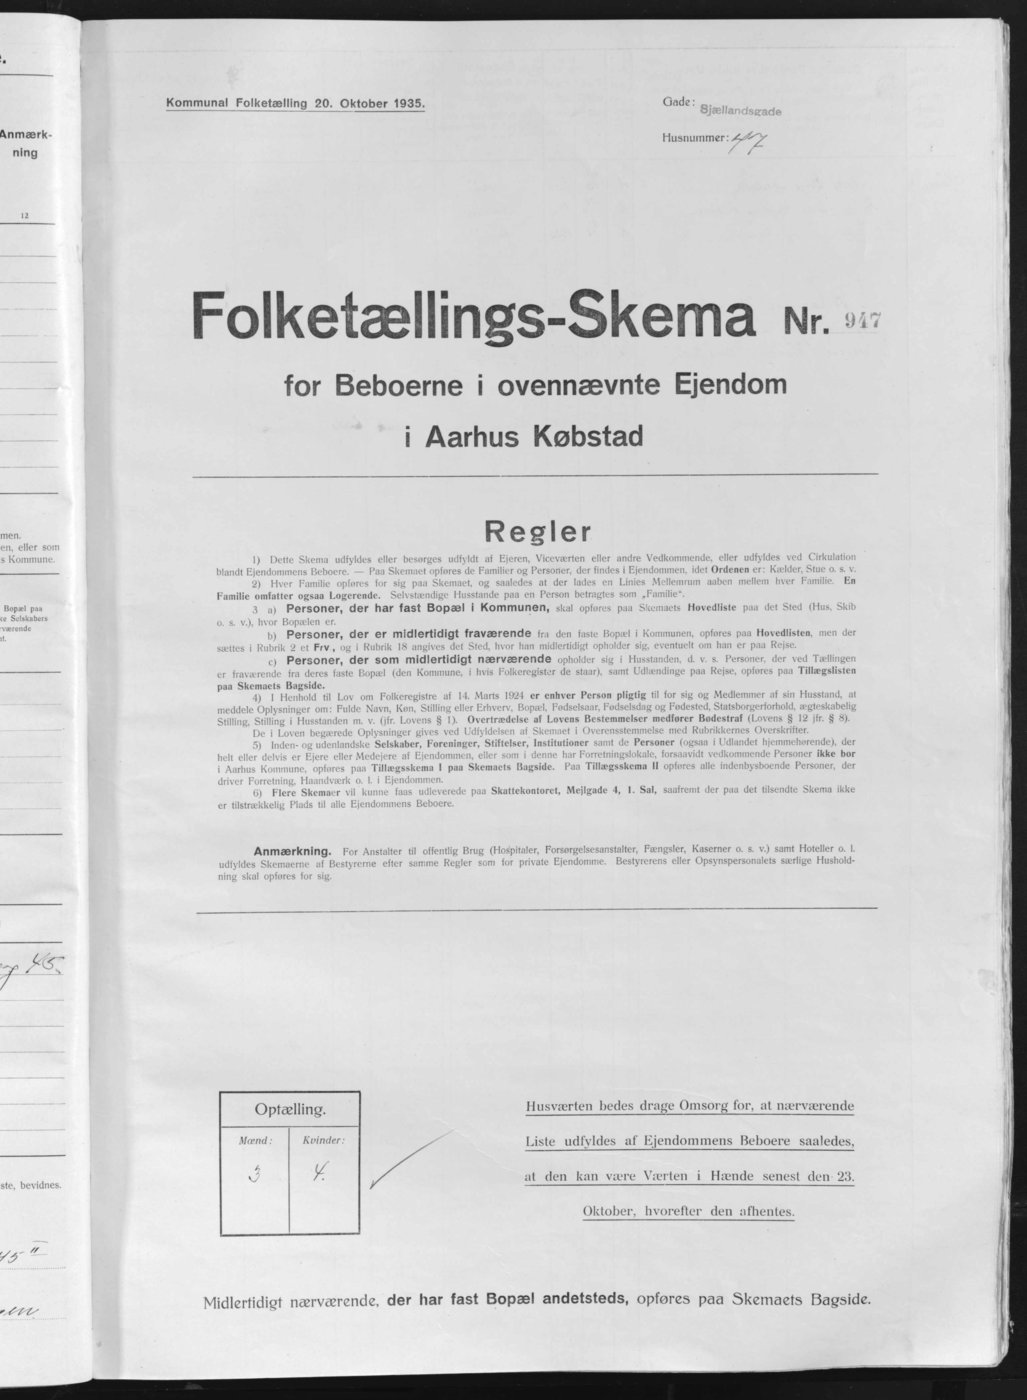 Anmærk-
ning
12
men.
en, eller som
s Kommune.
Bopæl paa
ke Selskabers
værende
45.
ste, bevidnes.
45 II
Kommunal Folketælling 20. Oktober 1935.
Gade: Sjællandsgade
Husnummer: 47
Folketællings-Skema Nr. 947
for Beboerne i ovennævnte Ejendom
i Aarhus Købstad
Regler
1) Dette Skema udfyldes eller besørges udfyldt af Ejeren, Viceværten eller andre Vedkommende, eller udfyldes ved Cirkulation
blandt Ejendommens Beboere. — Paa Skemaet opføres de Familier og Personer, der findes i Ejendommen, idet Ordenen er: Kælder, Stue o. s. v.
2) Hver Familie opføres for sig paa Skemaet, og saaledes at der lades en Linies Mellemrum aaben mellem hver Familie. En
Familie omfatter ogsaa Logerende. Selvstændige Husstande paa en Person betragtes som „Familie“.
3 a) Personer, der har fast Bopæl i Kommunen, skal opføres paa Skemaets Hovedliste paa det Sted (Hus, Skib
o. s. v.), hvor Bopælen er.
b) Personer, der er midlertidigt fraværende fra den faste Bopæl i Kommunen, opføres paa Hovedlisten, men der
sættes i Rubrik 2 et Frv., og i Rubrik 18 angives det Sted, hvor han midlertidigt opholder sig, eventuelt om han er paa Rejse.
c) Personer, der som midlertidigt nærværende opholder sig i Husstanden, d. v. s. Personer, der ved Tællingen
er fraværende fra deres faste Bopæl (den Kommune, i hvis Folkeregister de staar), samt Udlændinge paa Rejse, opføres paa Tillægslisten
paa Skemaets Bagside.
4) I Henhold til Lov om Folkeregistre af 14. Marts 1924 er enhver Person pligtig til for sig og Medlemmer af sin Husstand, at
meddele Oplysninger om: Fulde Navn, Køn, Stilling eller Erhverv, Bopæl, Fødselsaar, Fødselsdag og Fødested, Statsborgerforhold, ægteskabelig
Stilling, Stilling i Husstanden m. v. (jfr. Lovens § 1). Overtrædelse af Lovens Bestemmelser medfører Bødestraf (Lovens § 12 jfr. § 8).
De i Loven begærede Oplysninger gives ved Udfyldelsen af Skemaet i Overensstemmelse med Rubrikkernes Overskrifter.
5) Inden- og udenlandske Selskaber, Foreninger, Stiftelser, Institutioner samt de Personer (ogsaa i Udlandet hjemmehørende), der
helt eller delvis er Ejere eller Medejere af Ejendommen, eller som i denne har Forretningslokale, forsaavidt vedkommende Personer ikke bor
i Aarhus Kommune, opføres paa Tillægsskema I paa Skemaets Bagside. Paa Tillægsskema II opføres alle indenbysboende Personer, der
driver Forretning, Haandværk o. l. i Ejendommen.
6) Flere Skemaer vil kunne faas udleverede paa Skattekontoret, Mejlgade 4, 1. Sal, saafremt der paa det tilsendte Skema ikke
er tilstrækkelig Plads til alle Ejendommens Beboere.
Anmærkning. For Anstalter til offentlig Brug (Hospitaler, Forsørgelsesanstalter, Fængsler, Kaserner o. s. v.) samt Hoteller o. l.
udfyldes Skemaerne af Bestyrerne efter samme Regler som for private Ejendomme. Bestyrerens eller Opsynspersonalets særlige Hushold-
ning skal opføres for sig.
Optælling.
Mænd: Kvinder:
3 4.
Husværten bedes drage Omsorg for, at nærværende
Liste udfyldes af Ejendommens Beboere saaledes,
at den kan være Værten i Hænde senest den 23.
Oktober, hvorefter den afhentes.
Midlertidigt nærværende, der har fast Bopæl andetsteds, opføres paa Skemaets Bagside.